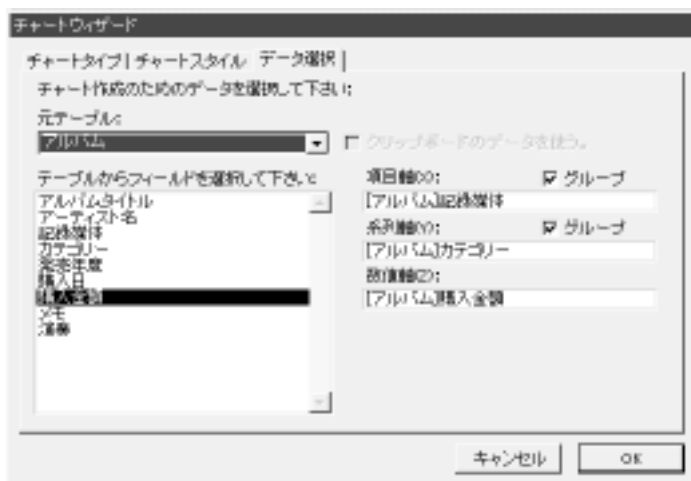 チャートウィザード
チャートタイプ チャートスタイル データ選択
チャート作成のためのデータを選択して下さい:
元テーブル:
アルバム
クリップボードのデータを使う。
テーブルからフィールドを選択して下さい:
アルバムタイトル
アーティスト名
記録媒体
カテゴリー
発売年度
購入日
購入金額
メモ
演奏
項目軸(X): グループ
[アルバム]記録媒体
系列軸(Y): グループ
[アルバム]カテゴリー
数値軸(Z):
[アルバム]購入金額
キャンセル OK